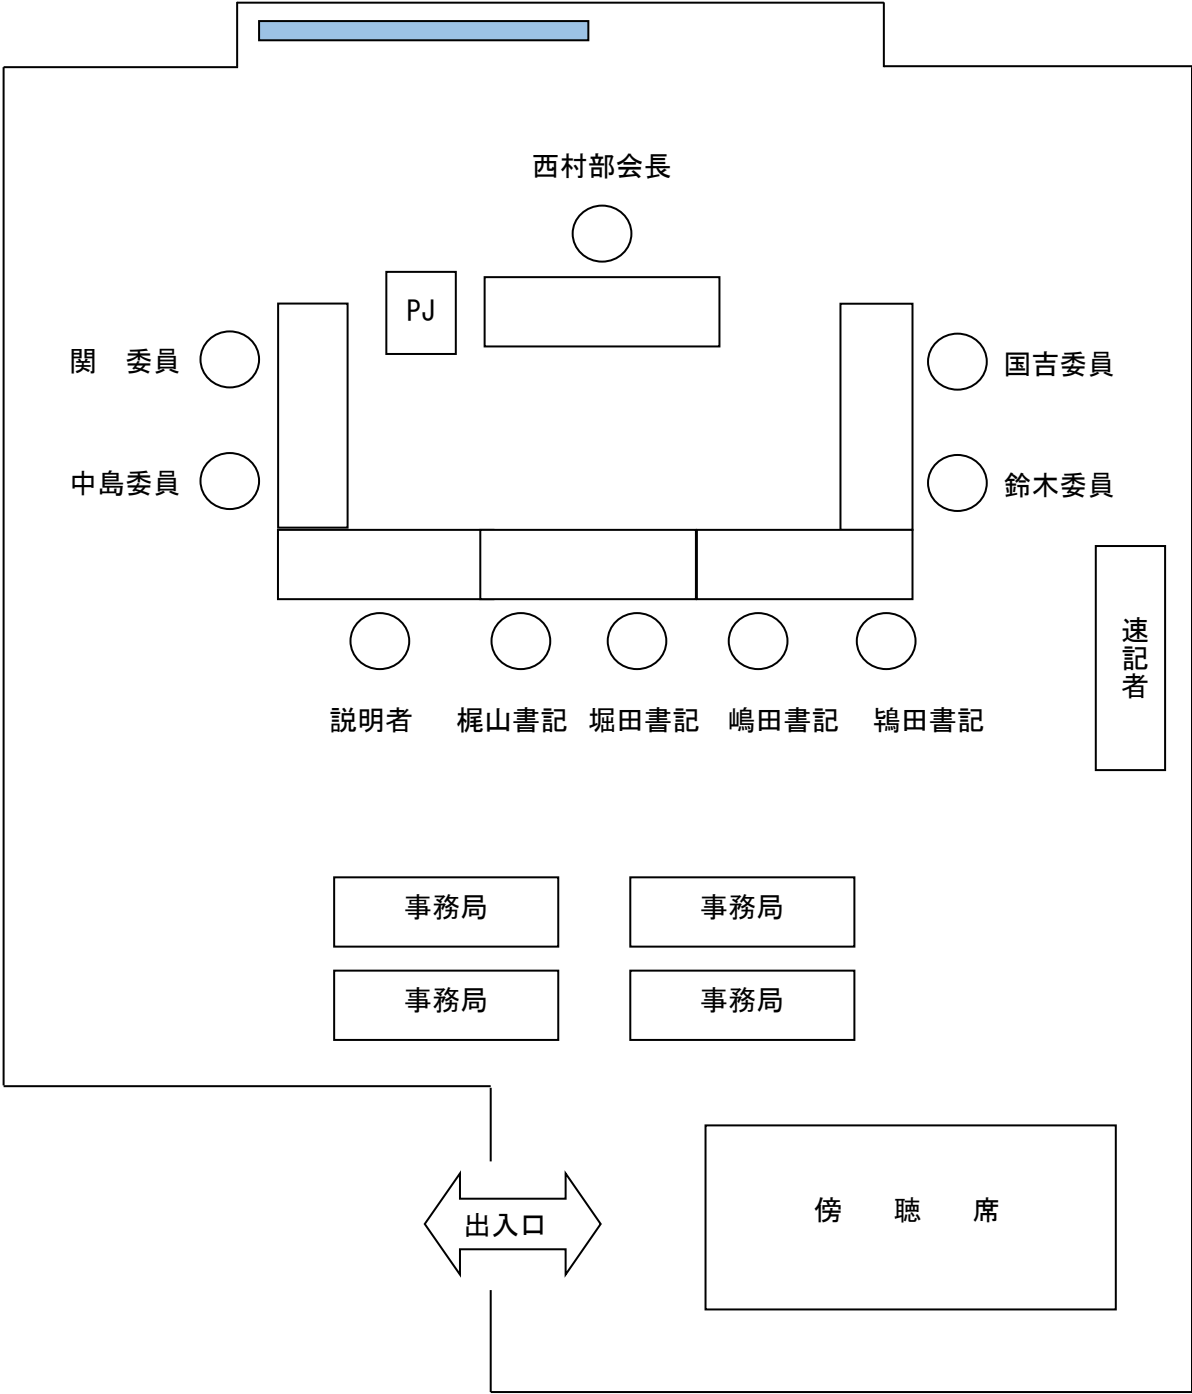 西村部会長
PJ
関　委員
国吉委員
中島委員
鈴木委員
速記者
説明者
梶山書記
堀田書記
嶋田書記
鴇田書記
事務局
事務局
事務局
事務局
傍　聴　席
出入口